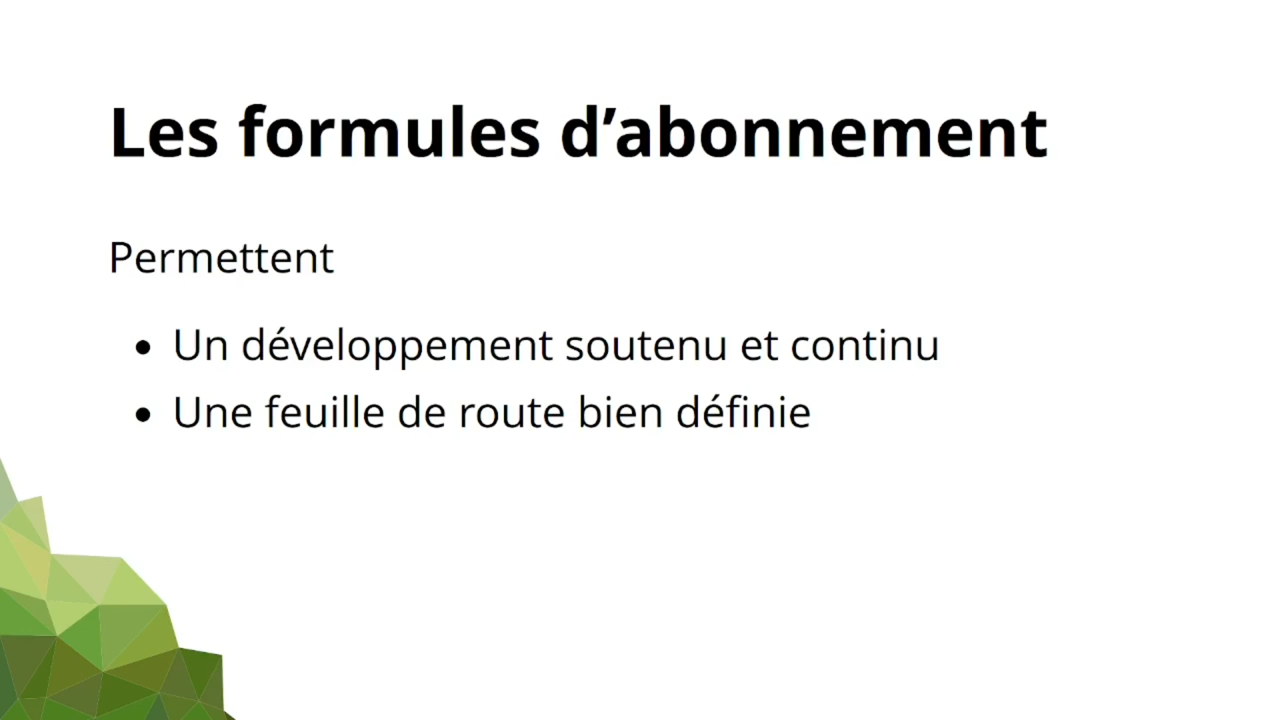 Les formules d’abonnement
Permettent
• Un développement soutenu et continu
• Une feuille de route bien définie